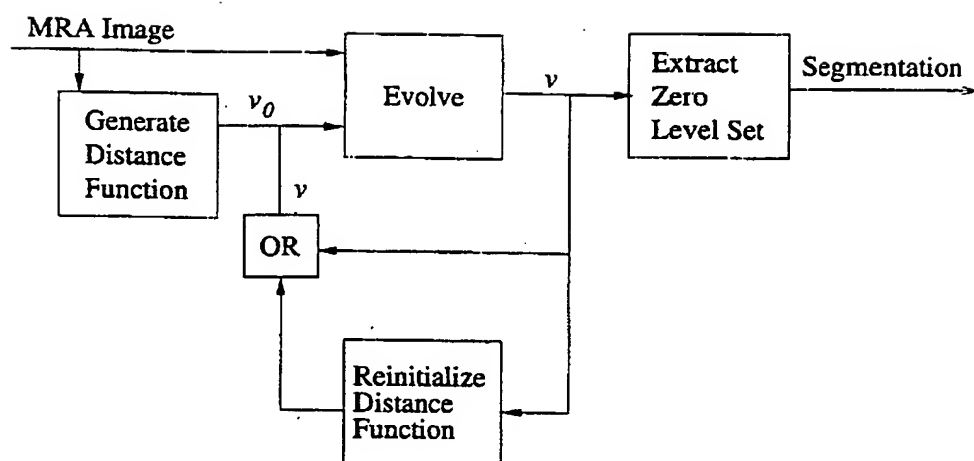 MRA Image
Generate
Distance
Function
v0
Evolve
v
Extract
Zero
Level Set
Segmentation
v
OR
Reinitialize
Distance
Function